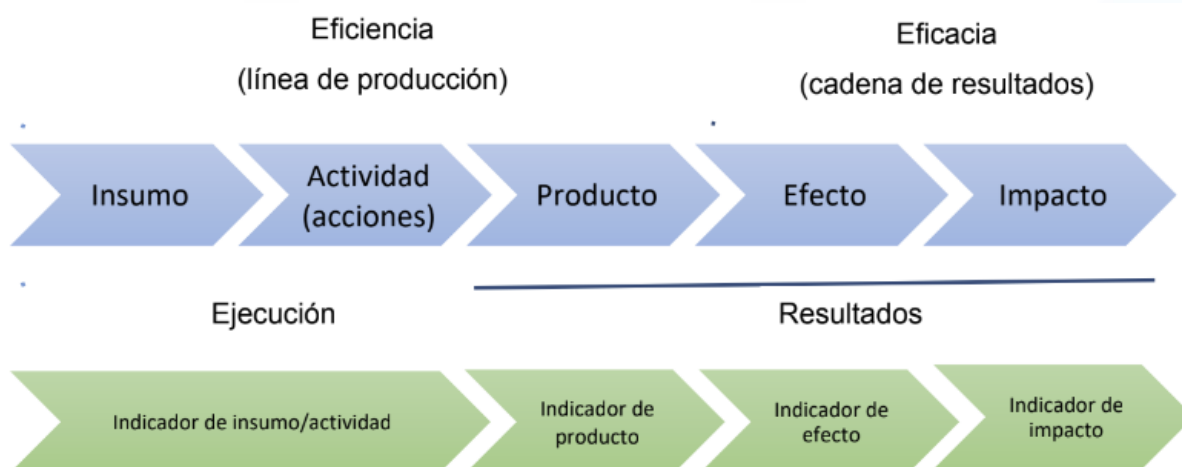 Eficiencia
(línea de producción)
Eficacia
(cadena de resultados)
Insumo
Actividad
(acciones)
Producto
Efecto
Impacto
Ejecución
Resultados
Indicador de insumo/actividad
Indicador de
producto
Indicador de
efecto
Indicador de
impacto